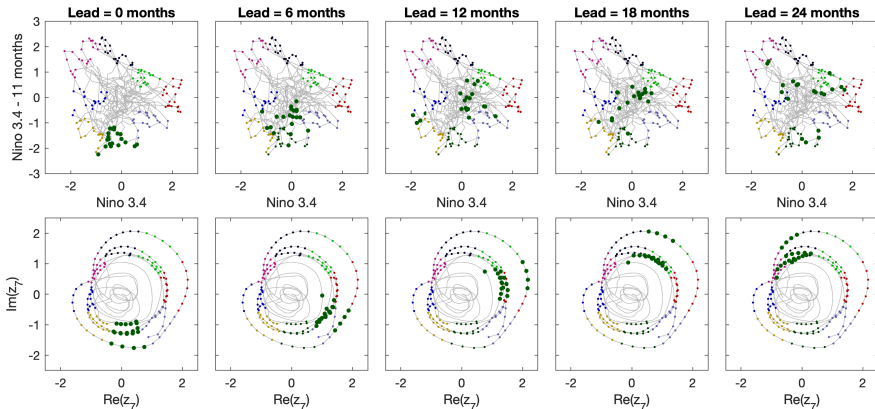 Lead = 0 months Lead = 6 months Lead = 12 months Lead = 18 months Lead = 24 months
3
2
1
0
-1
-2
-3
Nino 3.4 - 11 months
-2 0 2 -2 0 2 -2 0 2 -2 0 2 -2 0 2
Nino 3.4 Nino 3.4 Nino 3.4 Nino 3.4 Nino 3.4
2
1
0
-1
-2
Im(z7)
-2 0 2 -2 0 2 -2 0 2 -2 0 2 -2 0 2
Re(z7) Re(z7) Re(z7) Re(z7) Re(z7)